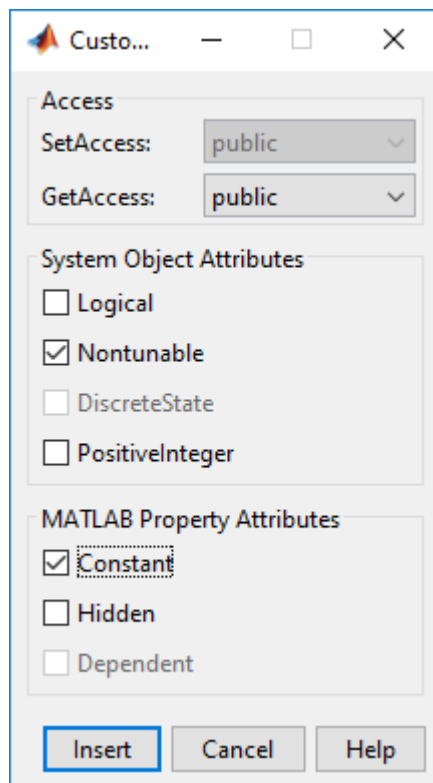 Custo...
Access
SetAccess: public
GetAccess: public
System Object Attributes
Logical
Nontunable
DiscreteState
PositiveInteger
MATLAB Property Attributes
Constant
Hidden
Dependent
Insert Cancel Help